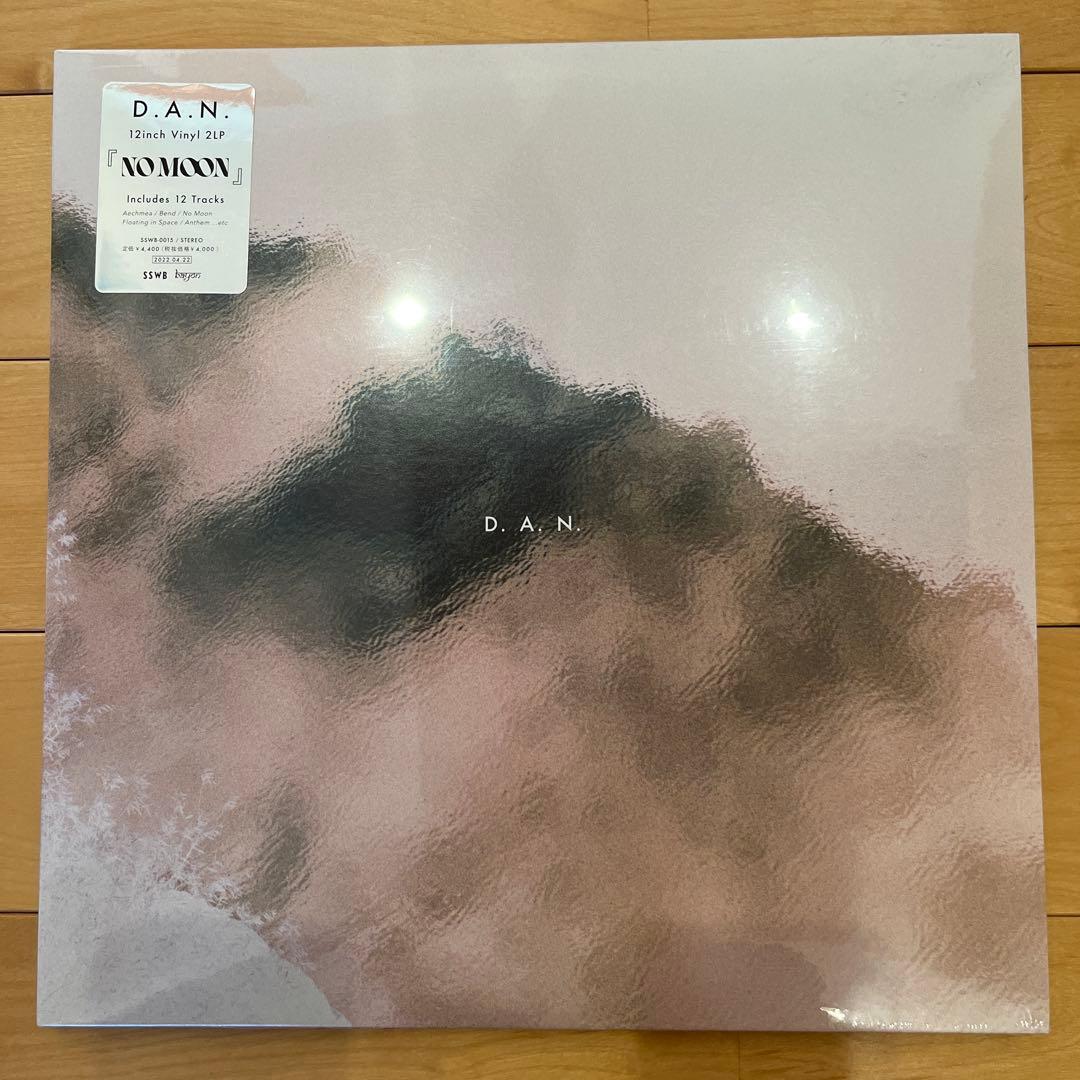 D.A.N.
12inch Vinyl 2LP
『NO MOON』
Includes 12 Tracks
Aechmea / Bend / No Moon
Floating in Space / Anthem ...etc
SSWB-0015 / STEREO
定価 ¥4,400 (税抜価格 ¥4,000)
2022.04.22
SSWB bayon
D. A. N.